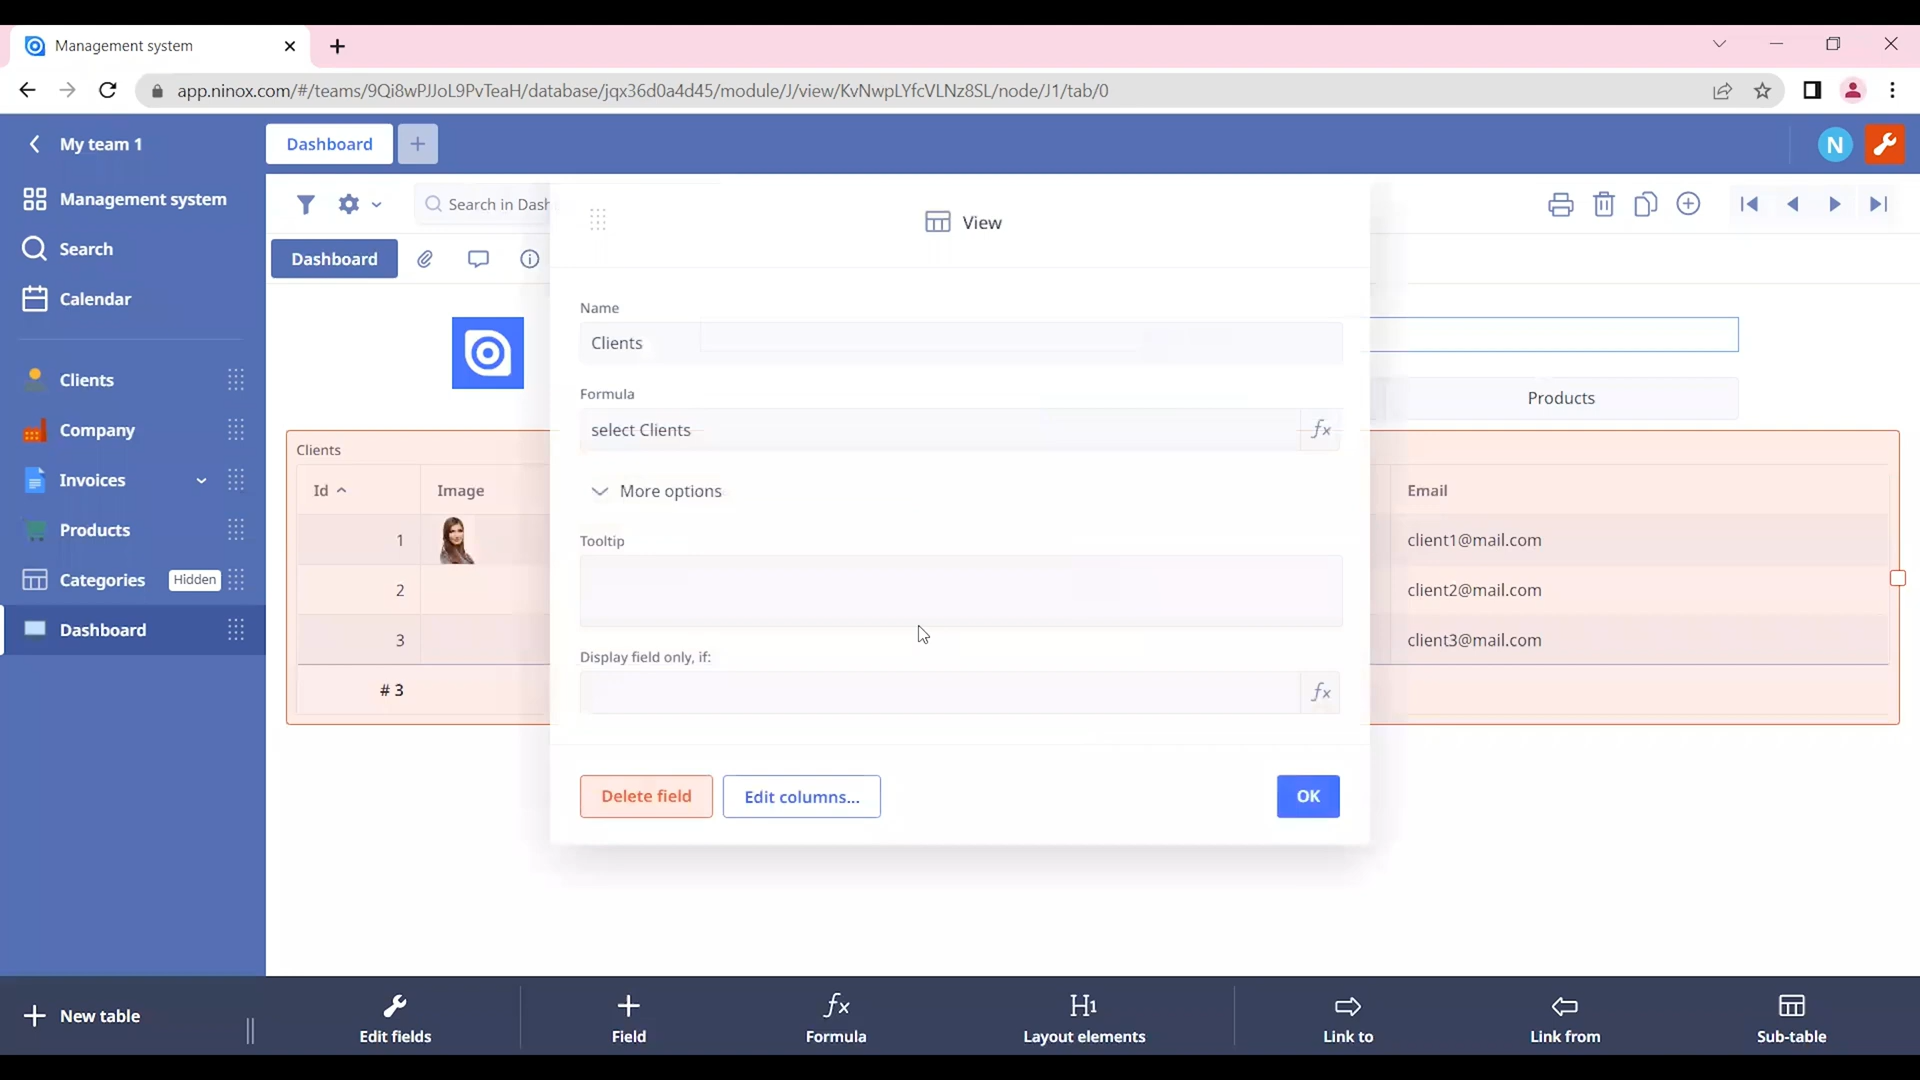 Management system
app.ninox.com/#/teams/9Qi8wPJJoL9PvTeaH/database/jqx36d0a4d45/module/J/view/KvNwpLYfcVLNz8SL/node/J1/tab/0
My team 1
Dashboard
N
Management system
Search
Calendar
Clients
Company
Invoices
Products
Categories
Hidden
Dashboard
New table
Search in Dash
Dashboard
Products
Clients
Id
Image
Email
1
client1@mail.com
2
client2@mail.com
3
client3@mail.com
# 3
View
Name
Clients
Formula
select Clients
fx
More options
Tooltip
Display field only, if:
fx
Delete field
Edit columns...
OK
Edit fields
Field
fx
Formula
H1
Layout elements
Link to
Link from
Sub-table